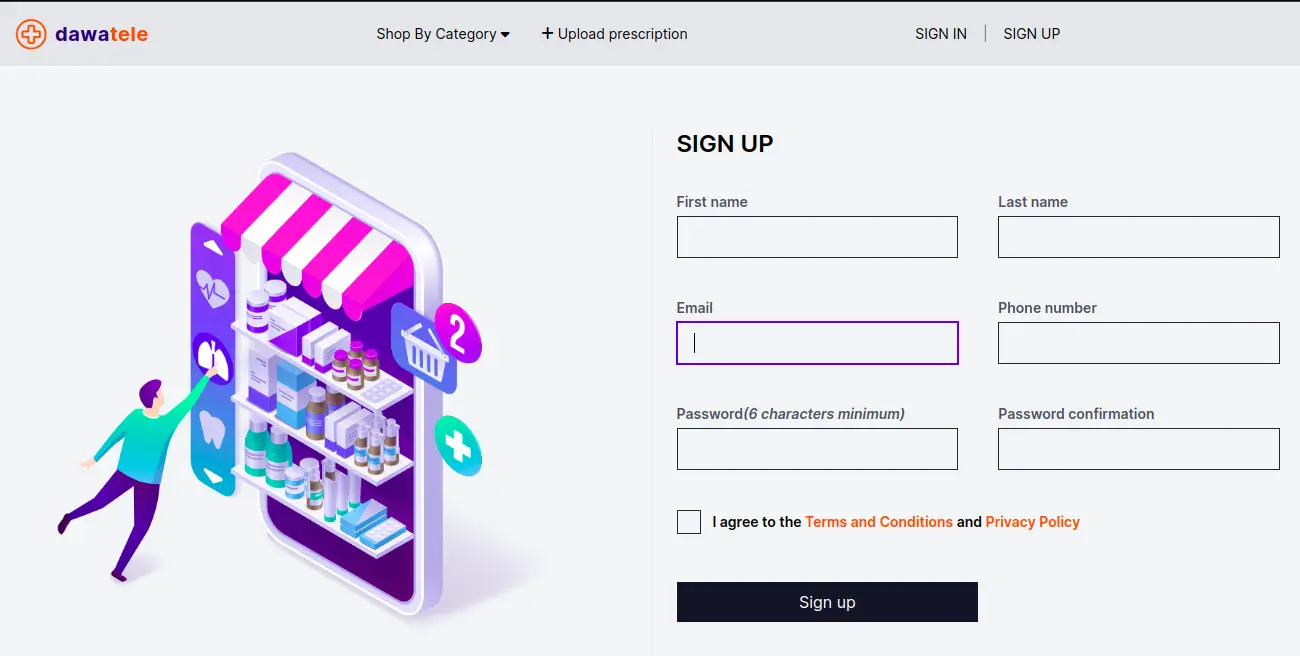 dawatele
Shop By Category
+ Upload prescription
SIGN IN | SIGN UP
SIGN UP
First name
Last name
Email
Phone number
Password(6 characters minimum)
Password confirmation
I agree to the Terms and Conditions and Privacy Policy
Sign up
2